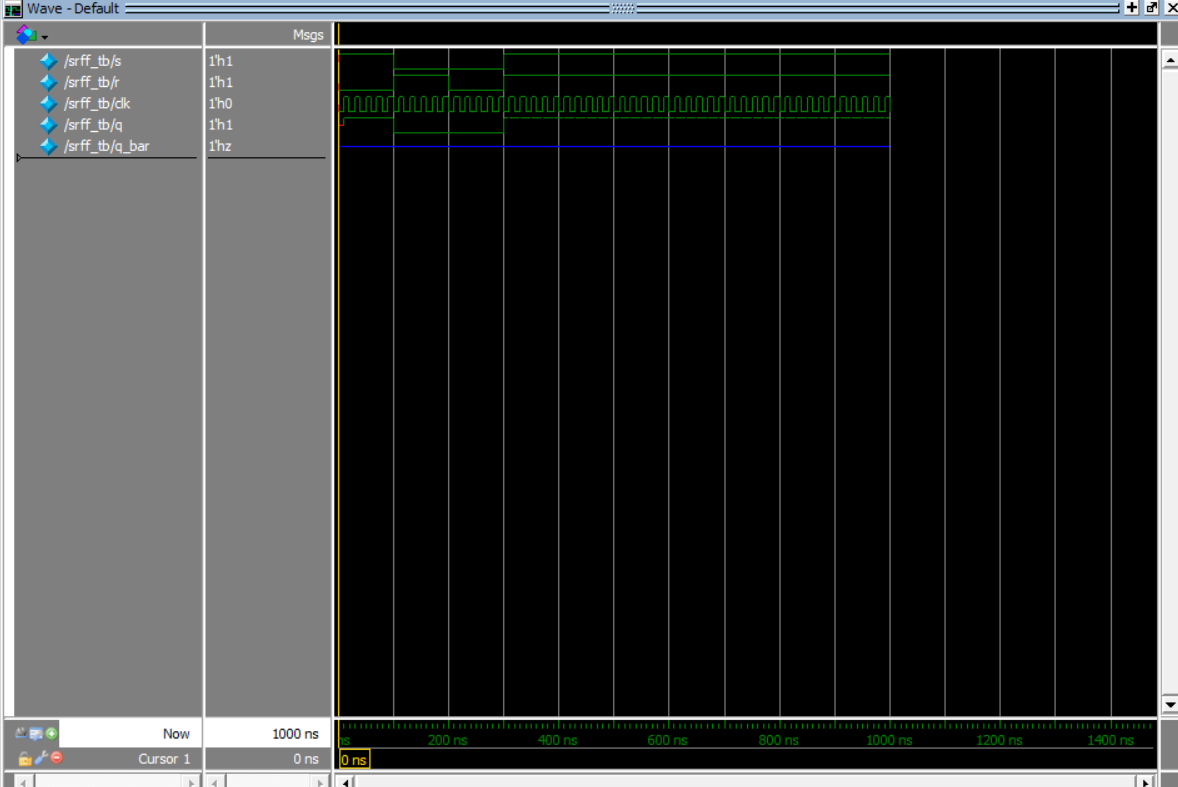 Wave - Default
Msgs
/srff_tb/s 1'h1
/srff_tb/r 1'h1
/srff_tb/clk 1'h0
/srff_tb/q 1'h1
/srff_tb/q_bar 1'hz
Now 1000 ns
ns 200 ns 400 ns 600 ns 800 ns 1000 ns 1200 ns 1400 ns
Cursor 1 0 ns
0 ns